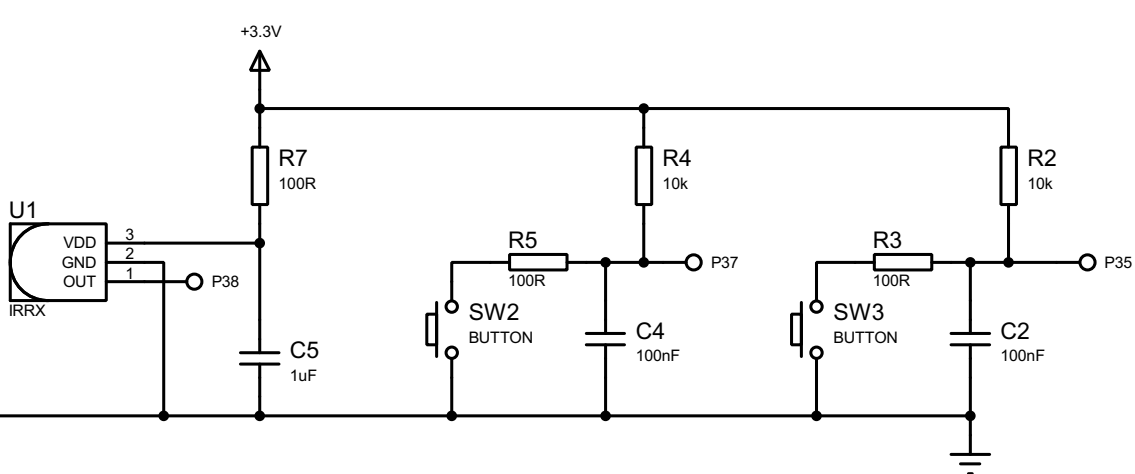 +3.3V
R7
100R
R4
10k
R2
10k
U1
VDD
3
GND
2
OUT
1
P38
IRRX
R5
100R
P37
R3
100R
P35
SW2
BUTTON
C4
100nF
SW3
BUTTON
C2
100nF
C5
1uF